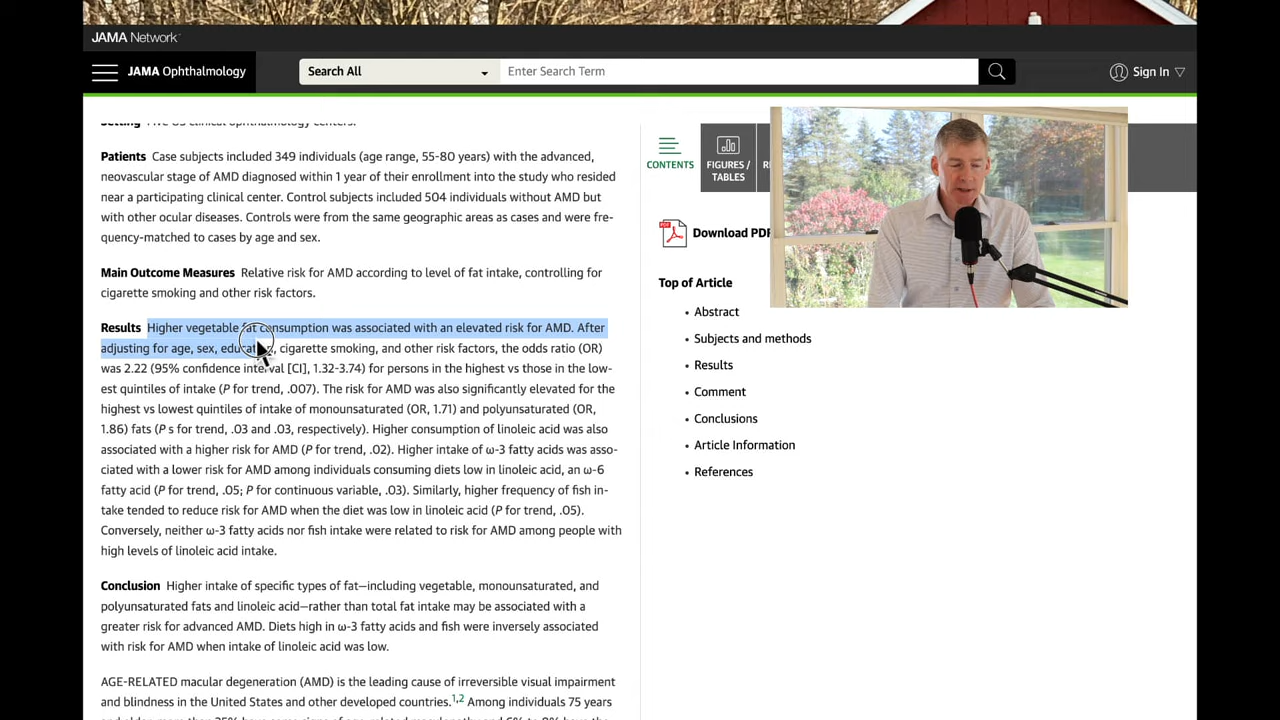 JAMA Network
JAMA Ophthalmology
Search All
Enter Search Term
Sign In
Setting Five US clinical ophthalmology centers.
Patients Case subjects included 349 individuals (age range, 55-80 years) with the advanced,
neovascular stage of AMD diagnosed within 1 year of their enrollment into the study who resided
near a participating clinical center. Control subjects included 504 individuals without AMD but
with other ocular diseases. Controls were from the same geographic areas as cases and were fre-
quency-matched to cases by age and sex.
Main Outcome Measures Relative risk for AMD according to level of fat intake, controlling for
cigarette smoking and other risk factors.
Results Higher vegetable fat consumption was associated with an elevated risk for AMD. After
adjusting for age, sex, education, cigarette smoking, and other risk factors, the odds ratio (OR)
was 2.22 (95% confidence interval [CI], 1.32-3.74) for persons in the highest vs those in the low-
est quintiles of intake (P for trend, .007). The risk for AMD was also significantly elevated for the
highest vs lowest quintiles of intake of monounsaturated (OR, 1.71) and polyunsaturated (OR,
1.86) fats (P s for trend, .03 and .03, respectively). Higher consumption of linoleic acid was also
associated with a higher risk for AMD (P for trend, .02). Higher intake of ω-3 fatty acids was asso-
ciated with a lower risk for AMD among individuals consuming diets low in linoleic acid, an ω-6
fatty acid (P for trend, .05; P for continuous variable, .03). Similarly, higher frequency of fish in-
take tended to reduce risk for AMD when the diet was low in linoleic acid (P for trend, .05).
Conversely, neither ω-3 fatty acids nor fish intake were related to risk for AMD among people with
high levels of linoleic acid intake.
Conclusion Higher intake of specific types of fat—including vegetable, monounsaturated, and
polyunsaturated fats and linoleic acid—rather than total fat intake may be associated with a
greater risk for advanced AMD. Diets high in ω-3 fatty acids and fish were inversely associated
with risk for AMD when intake of linoleic acid was low.
AGE-RELATED macular degeneration (AMD) is the leading cause of irreversible visual impairment
and blindness in the United States and other developed countries.1,2 Among individuals 75 years
CONTENTS
FIGURES /
TABLES
Download PDF
Top of Article
• Abstract
• Subjects and methods
• Results
• Comment
• Conclusions
• Article Information
• References